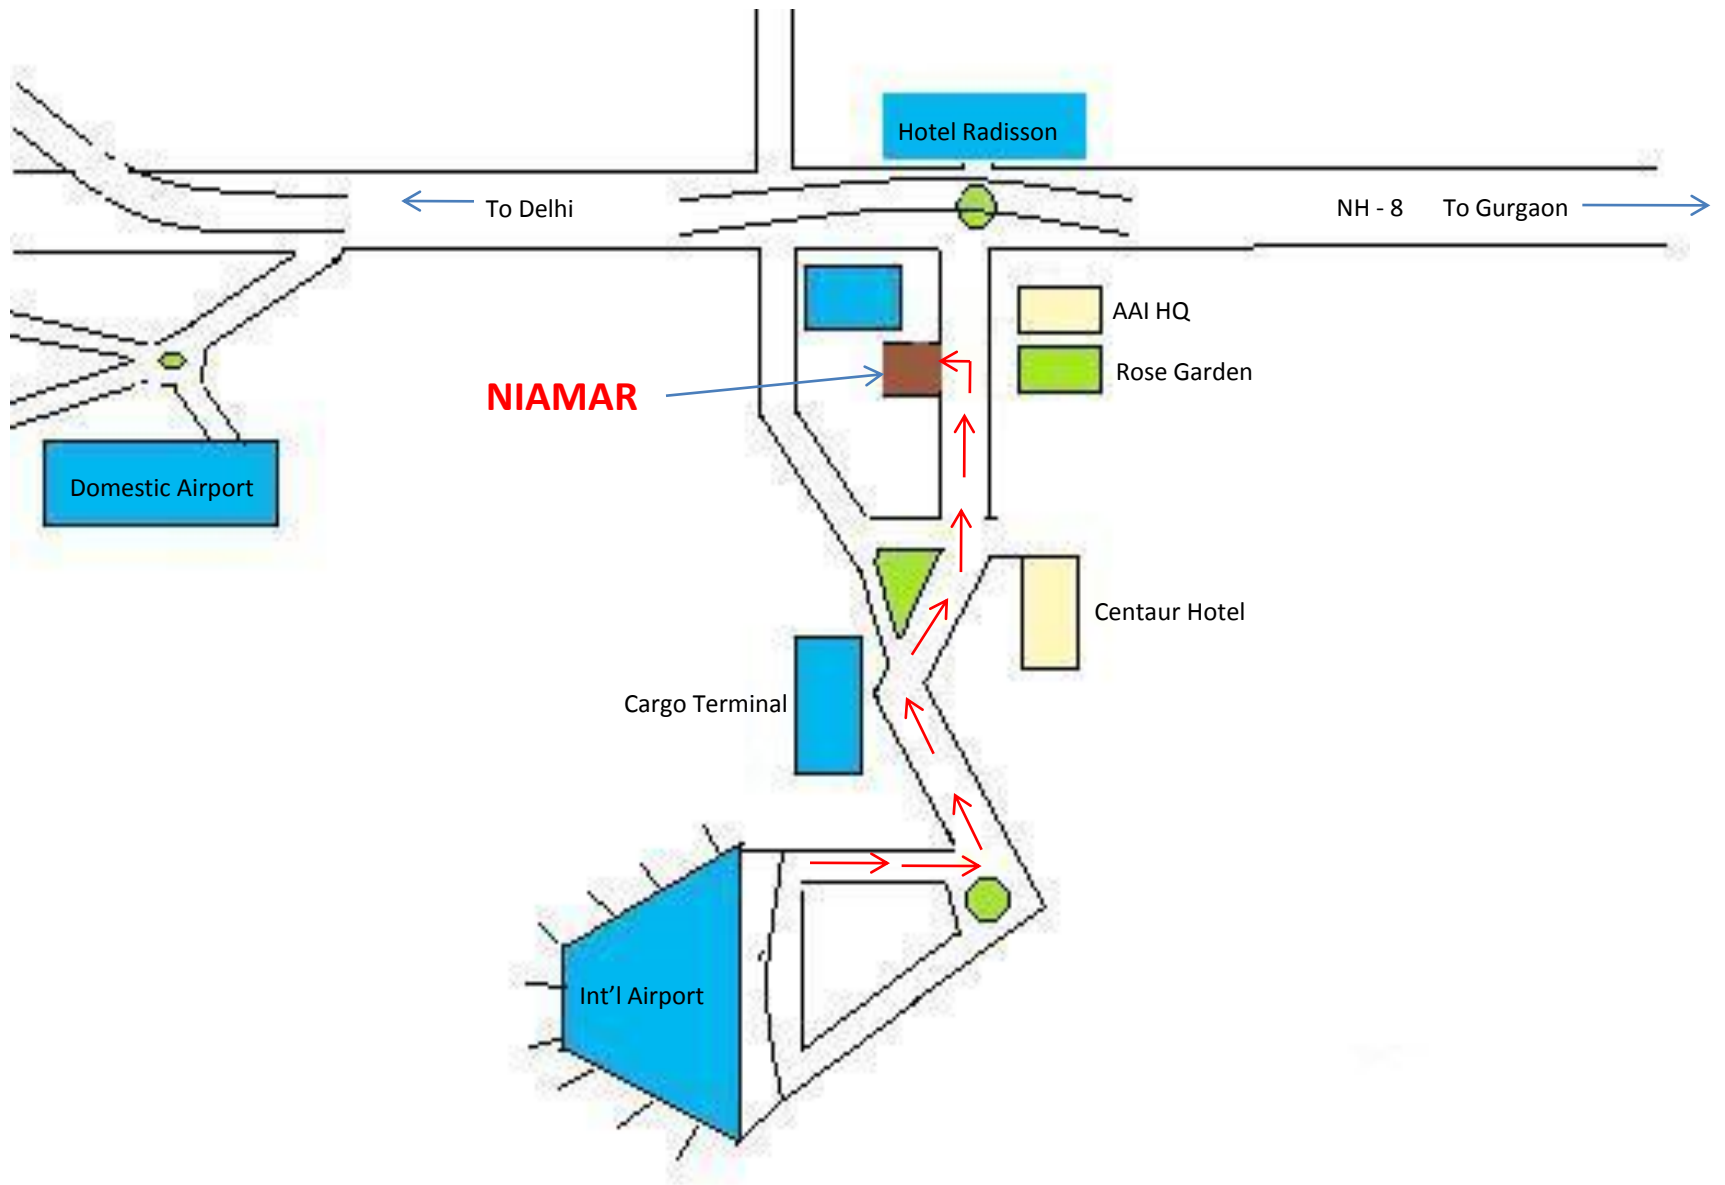 Hotel Radisson
To Delhi
NH - 8 To Gurgaon
AAI HQ
Rose Garden
NIAMAR
Domestic Airport
Centaur Hotel
Cargo Terminal
Int'l Airport